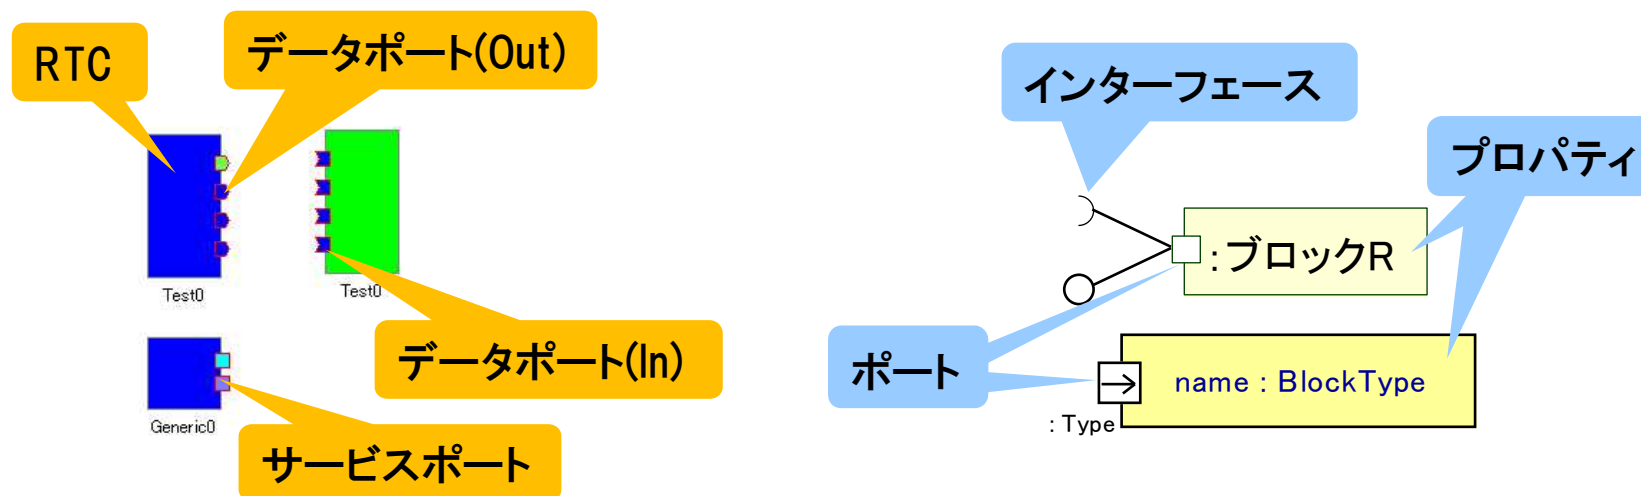 RTC
データポート(Out)
Test0
Test0
データポート(In)
Generic0
サービスポート
インターフェース
プロパティ
:ブロックR
ポート
name : BlockType
: Type